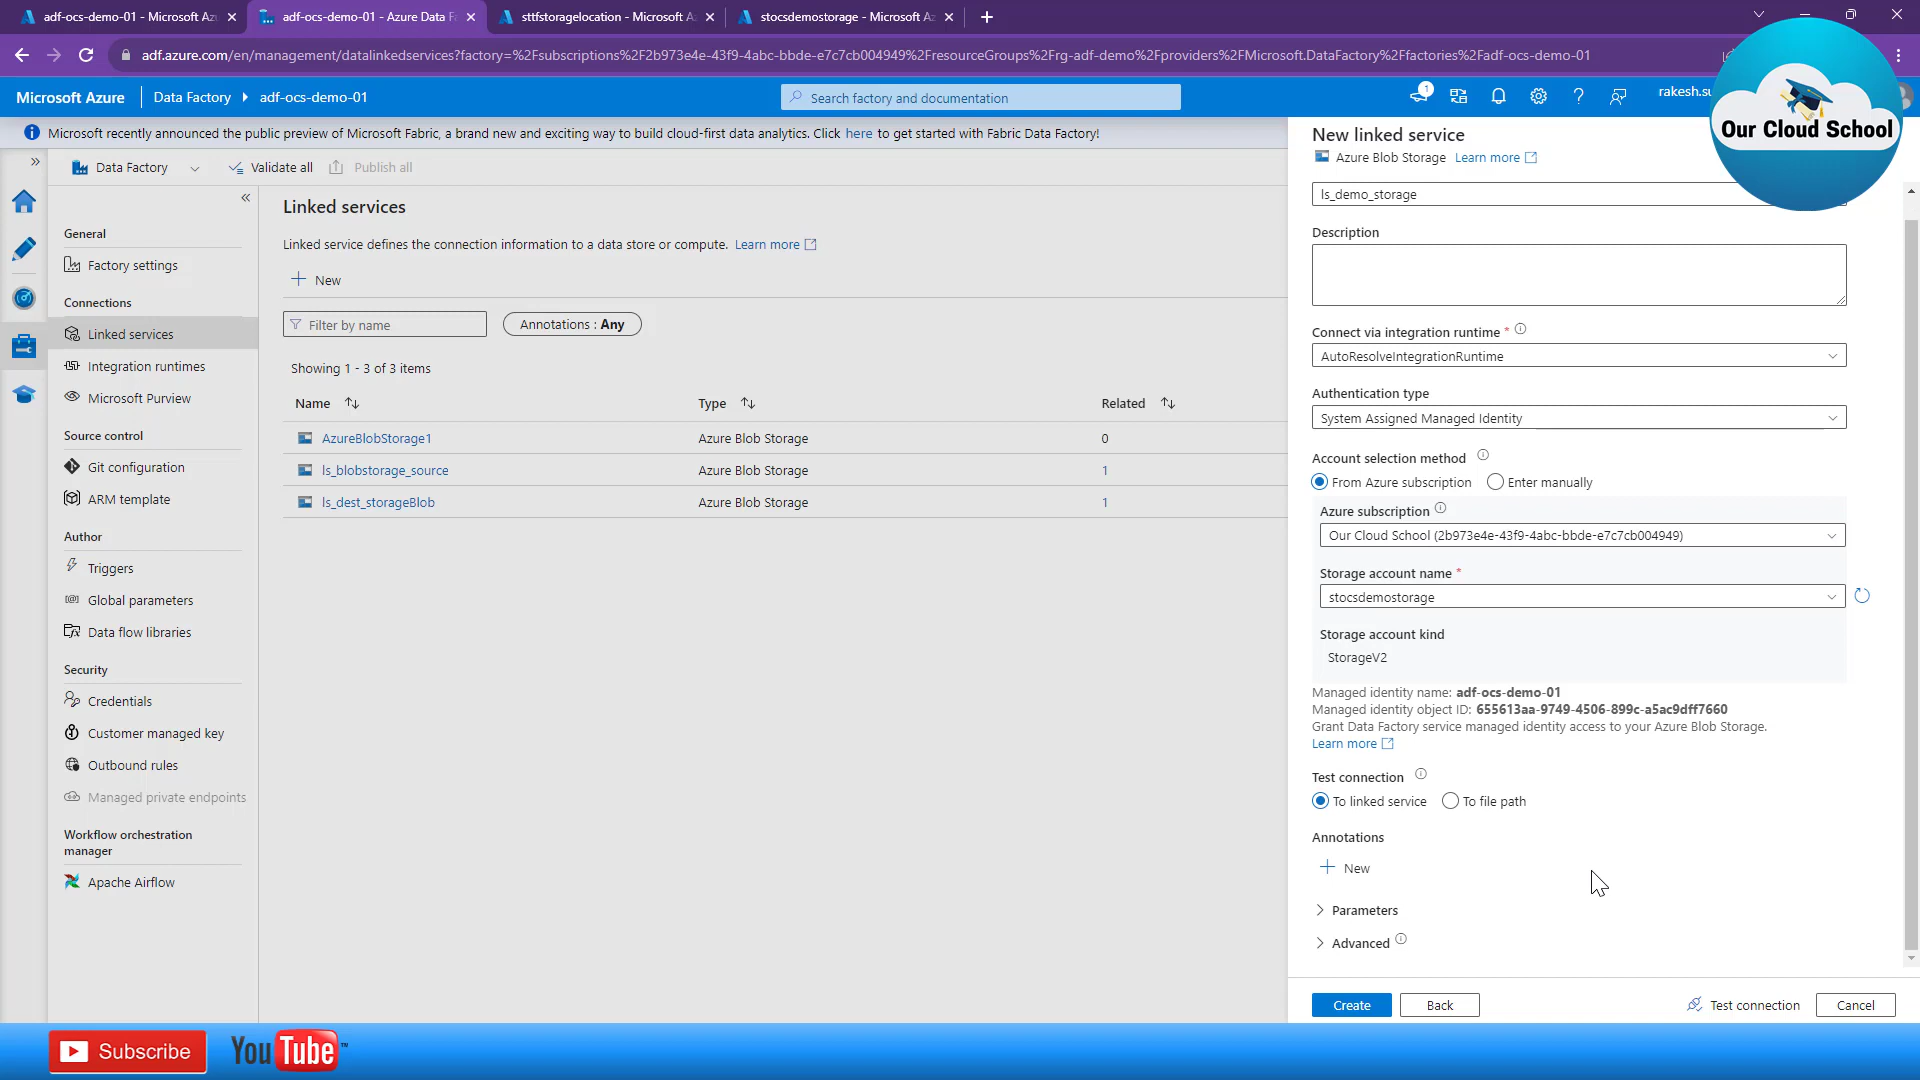 adf-ocs-demo-01 - Microsoft Az
adf-ocs-demo-01 - Azure Data F
sttfstoragelocation - Microsoft A
stocsdemostorage - Microsoft A
adf.azure.com/en/management/datalinkedservices?factory=%2Fsubscriptions%2F2b973e4e-43f9-4abc-bbde-e7c7cb004949%2FresourceGroups%2Frg-adf-demo%2Fproviders%2FMicrosoft.DataFactory%2Ffactories%2Fadf-ocs-demo-01
Microsoft Azure
Data Factory
adf-ocs-demo-01
Search factory and documentation
1
rakesh.su
Our Cloud School
Microsoft recently announced the public preview of Microsoft Fabric, a brand new and exciting way to build cloud-first data analytics. Click here to get started with Fabric Data Factory!
Data Factory
Validate all
Publish all
General
Factory settings
Connections
Linked services
Integration runtimes
Microsoft Purview
Source control
Git configuration
ARM template
Author
Triggers
Global parameters
Data flow libraries
Security
Credentials
Customer managed key
Outbound rules
Managed private endpoints
Workflow orchestration
manager
Apache Airflow
Linked services
Linked service defines the connection information to a data store or compute. Learn more
New
Filter by name
Annotations : Any
Showing 1 - 3 of 3 items
Name
Type
Related
AzureBlobStorage1
Azure Blob Storage
0
ls_blobstorage_source
Azure Blob Storage
1
ls_dest_storageBlob
Azure Blob Storage
1
New linked service
Azure Blob Storage Learn more
ls_demo_storage
Description
Connect via integration runtime *
AutoResolveIntegrationRuntime
Authentication type
System Assigned Managed Identity
Account selection method
From Azure subscription
Enter manually
Azure subscription
Our Cloud School (2b973e4e-43f9-4abc-bbde-e7c7cb004949)
Storage account name *
stocsdemostorage
Storage account kind
StorageV2
Managed identity name: adf-ocs-demo-01
Managed identity object ID: 655613aa-9749-4506-899c-a5ac9dff7660
Grant Data Factory service managed identity access to your Azure Blob Storage.
Learn more
Test connection
To linked service
To file path
Annotations
New
Parameters
Advanced
Create
Back
Test connection
Cancel
Subscribe
YouTube